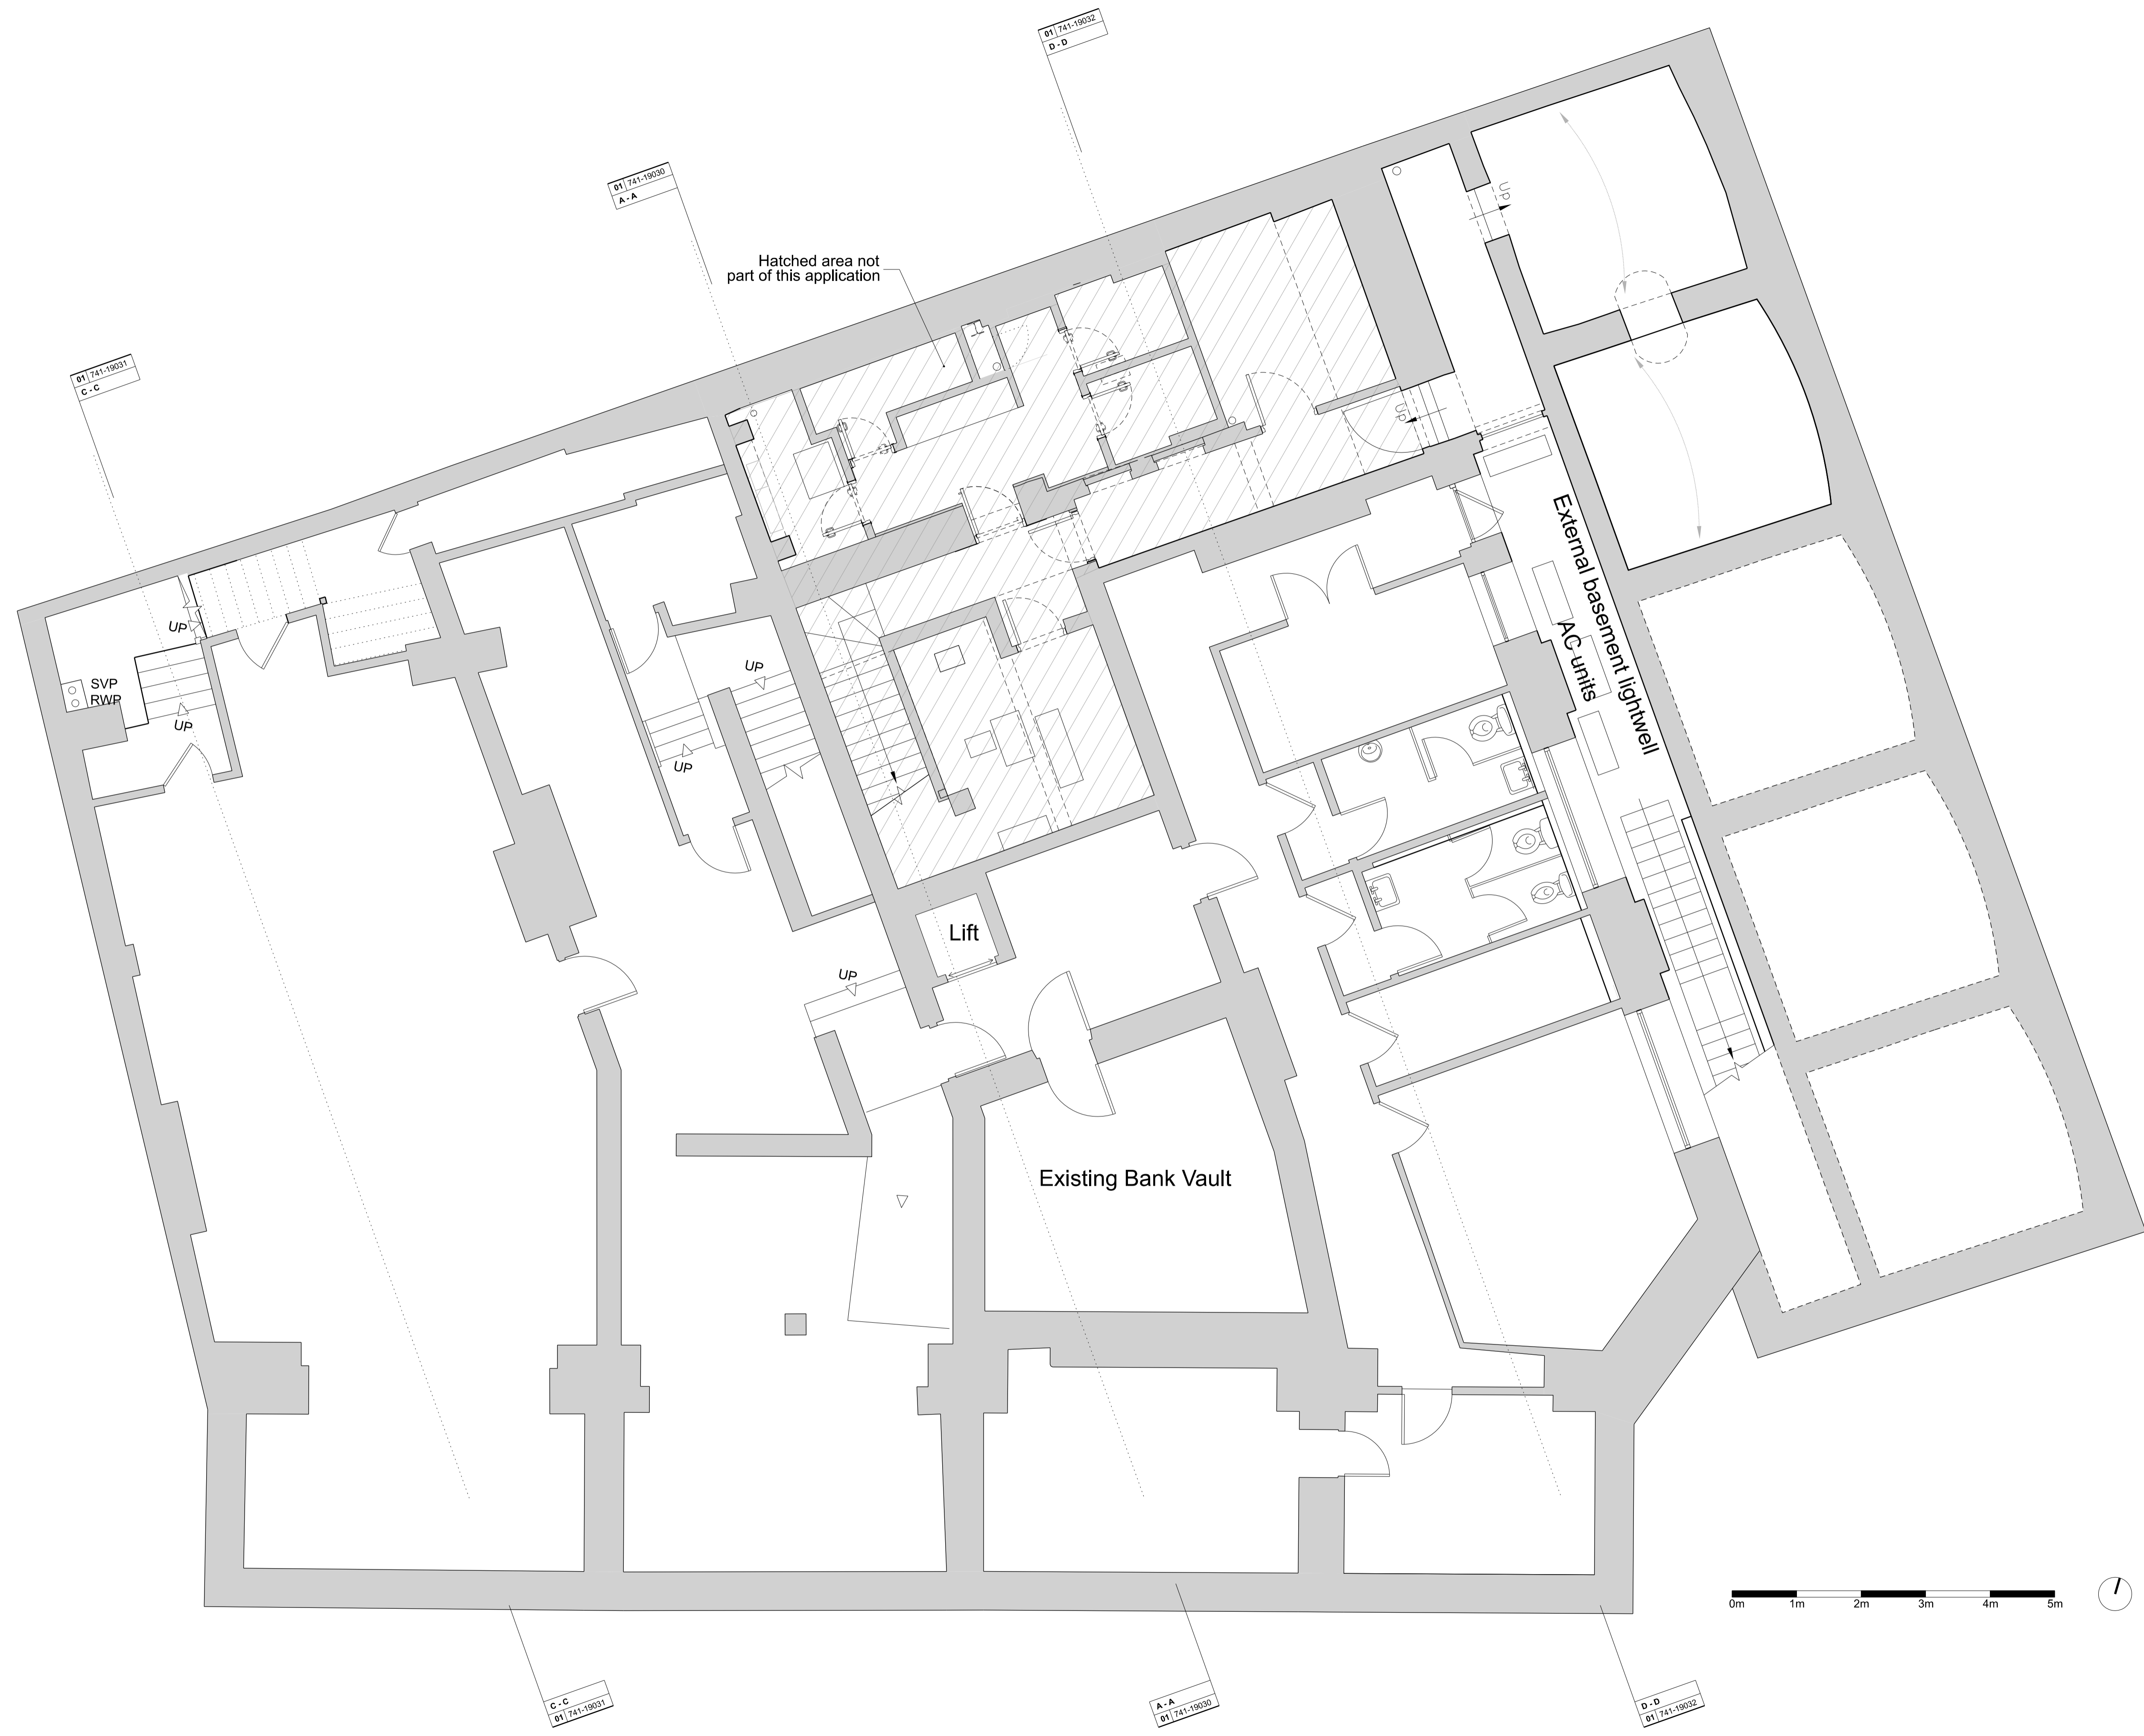 01 741-19032
D - D
01 741-19030
A - A
Hatched area not
part of this application
01 741-19031
C - C
UP
UP
External basement lightwell
AC units
UP
SVP
RWP
UP
UP
UP
UP
Lift
Existing Bank Vault
0m 1m 2m 3m 4m 5m
C - C
01 741-19031
A - A
01 741-19030
D - D
01 741-19032